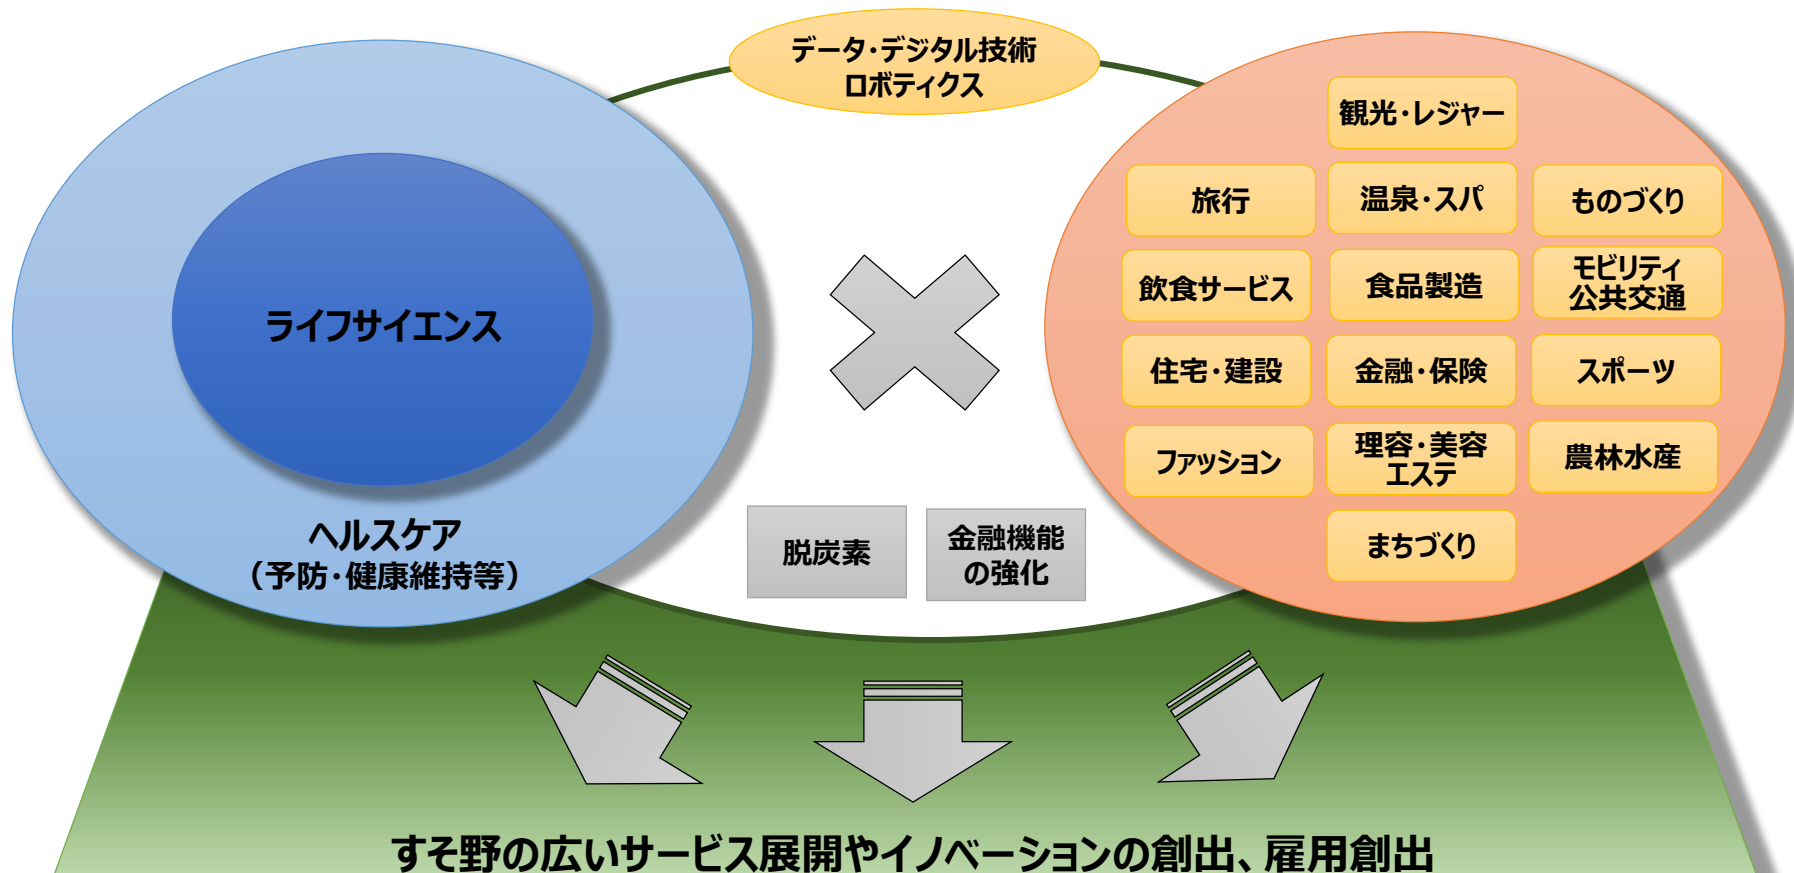 データ・デジタル技術
ロボティクス
ライフサイエンス
ヘルスケア
（予防・健康維持等）
観光・レジャー
旅行
温泉・スパ
ものづくり
飲食サービス
食品製造
モビリティ
公共交通
住宅・建設
金融・保険
スポーツ
ファッション
理容・美容
エステ
農林水産
まちづくり
脱炭素
金融機能
の強化
すそ野の広いサービス展開やイノベーションの創出、雇用創出